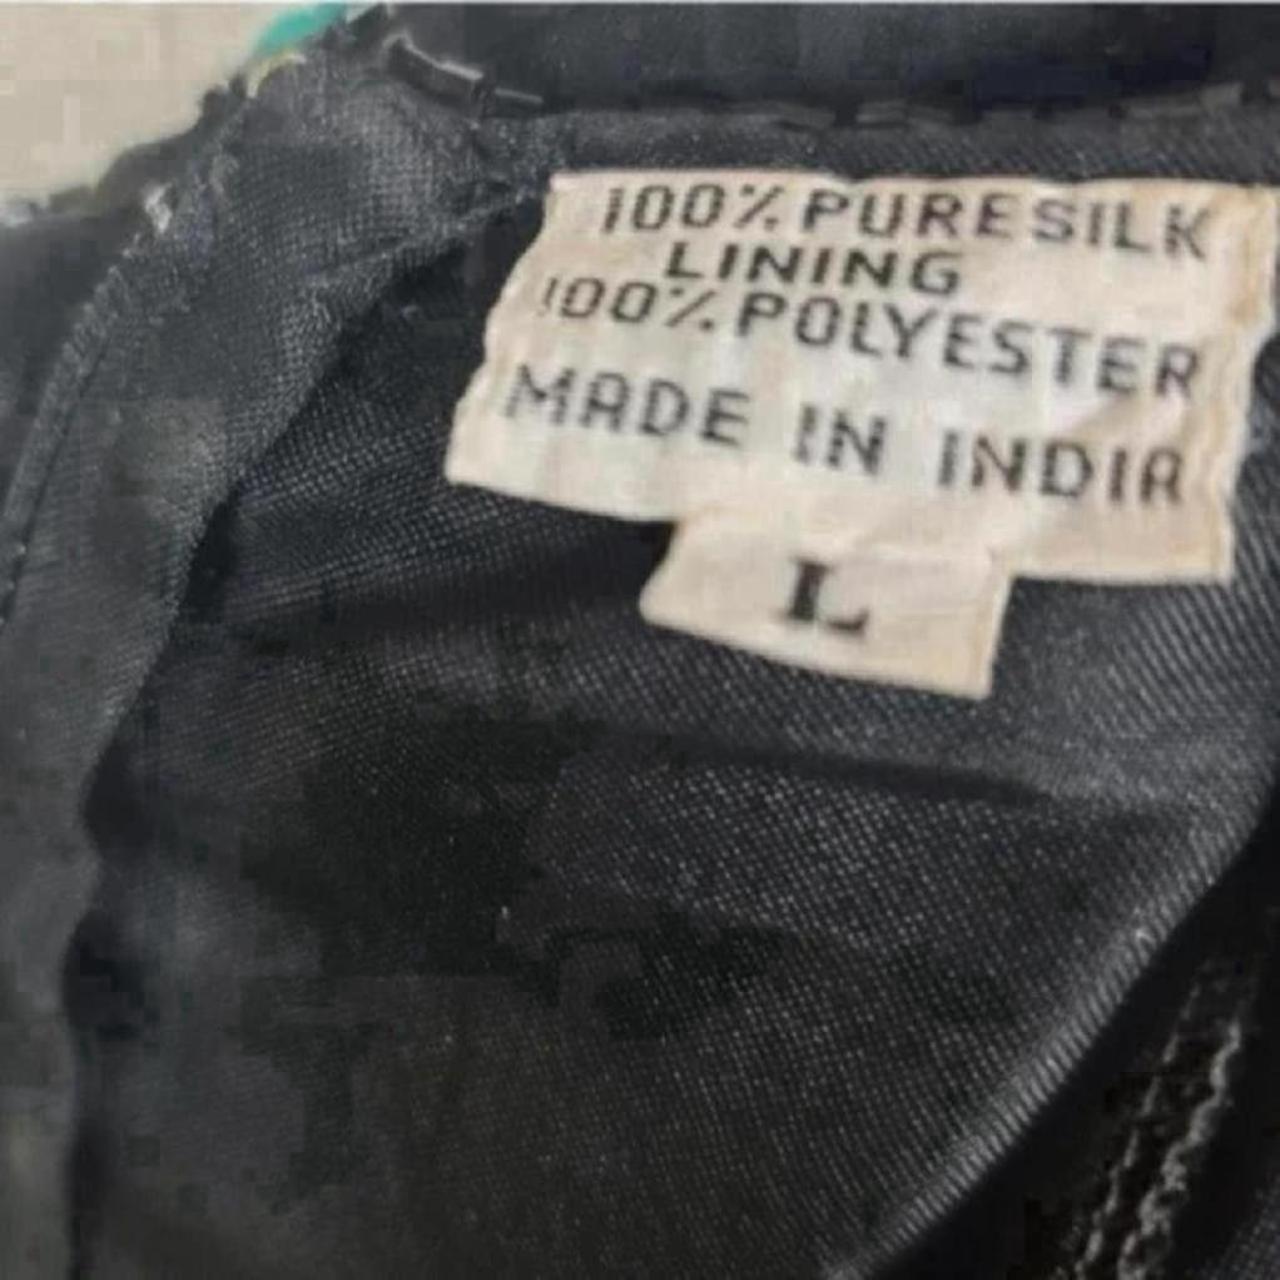 100% PURE SILK
LINING
100% POLYESTER
MADE IN INDIA
L